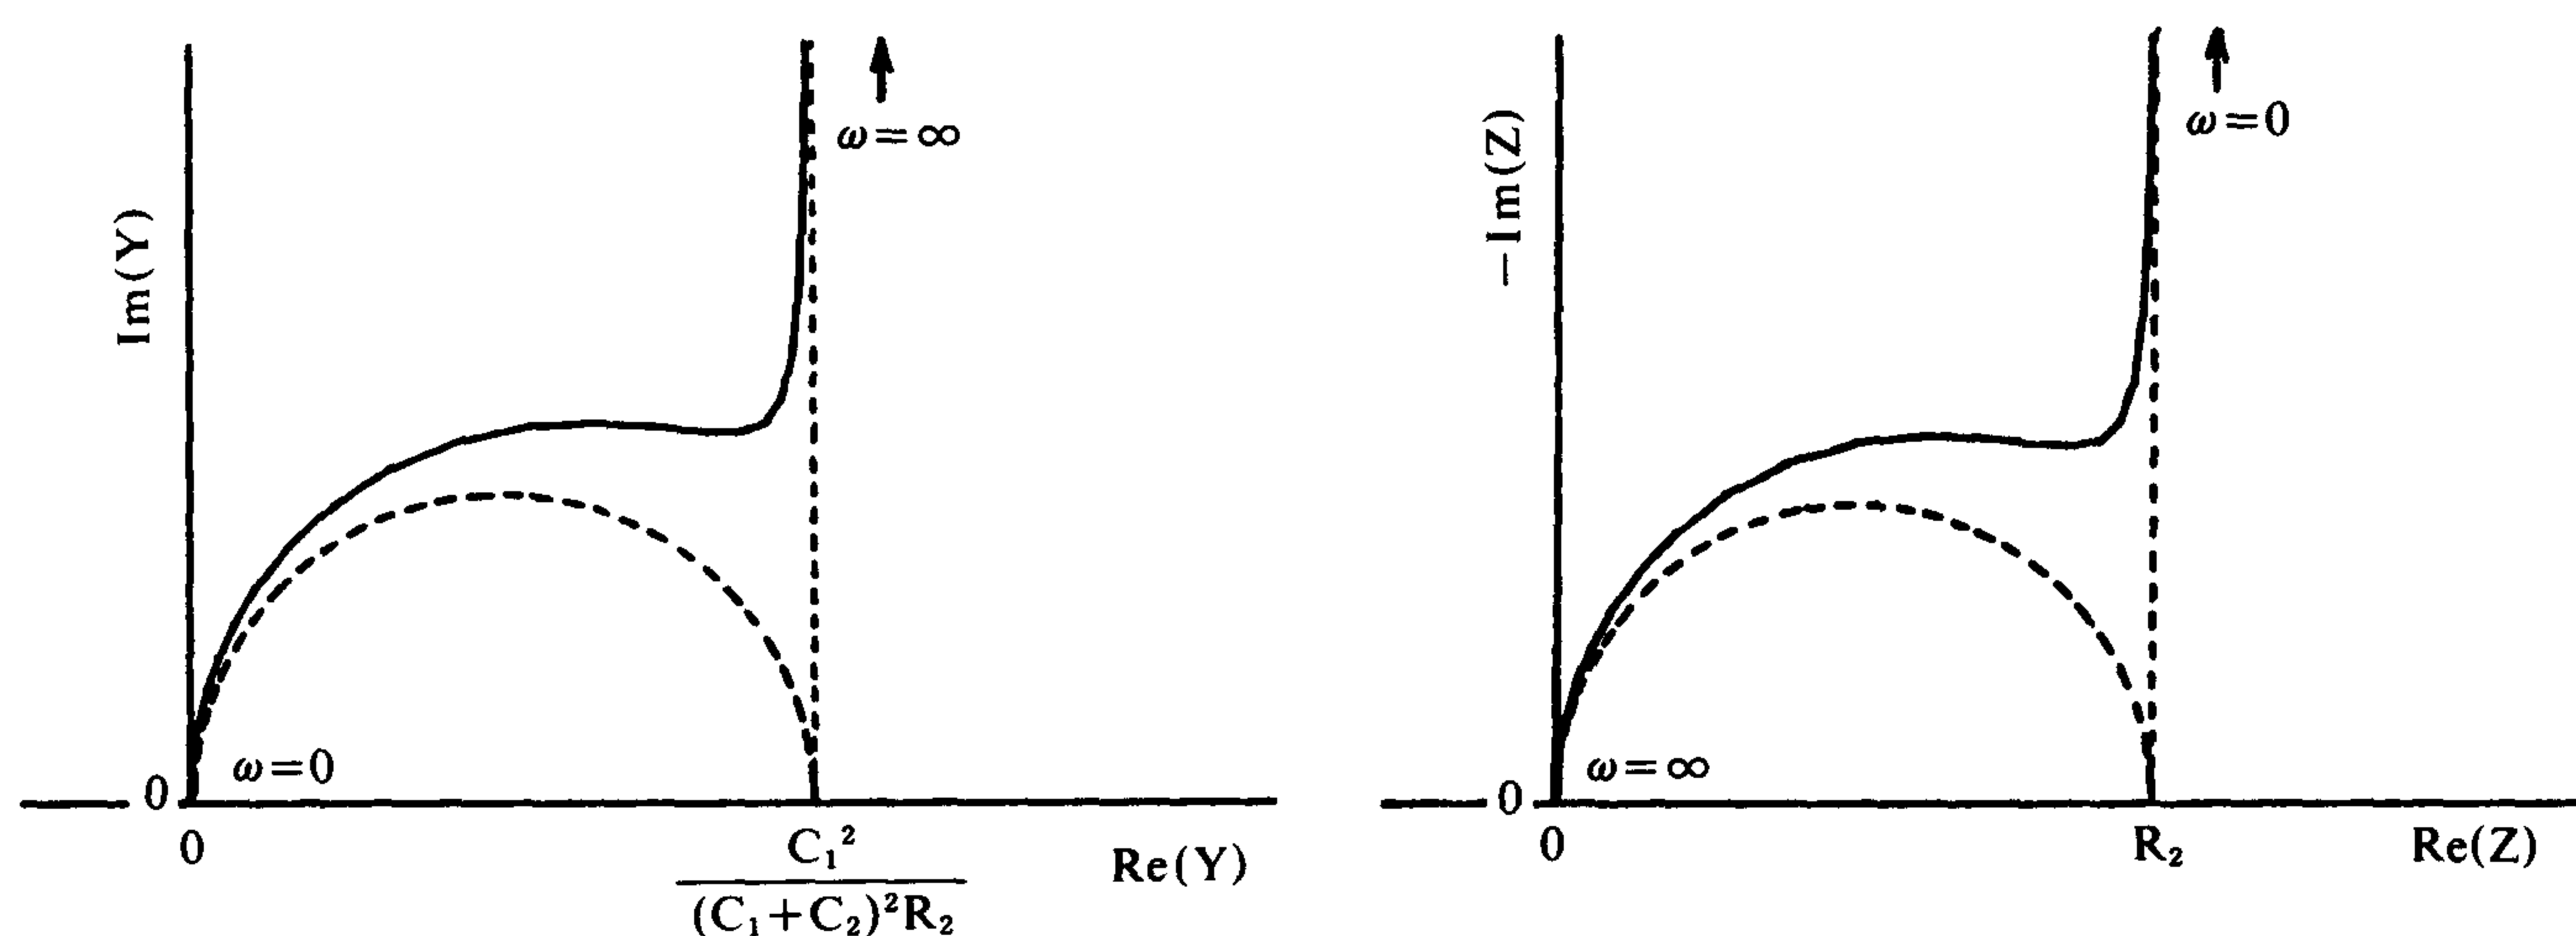 Im(Y)
ω=∞
ω=0
0
0
C₁²
(C₁+C₂)²R₂
Re(Y)
−Im(Z)
ω=0
ω=∞
0
0
R₂
Re(Z)